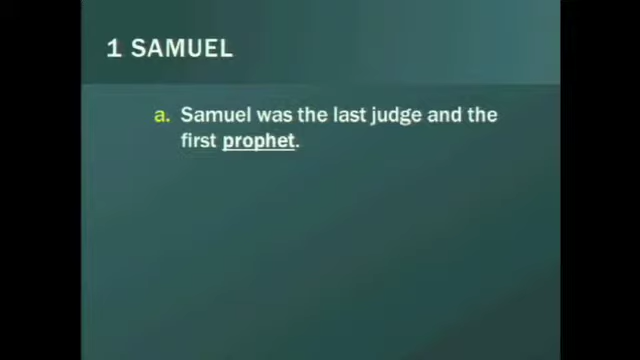 1 SAMUEL
a. Samuel was the last judge and the
first prophet.